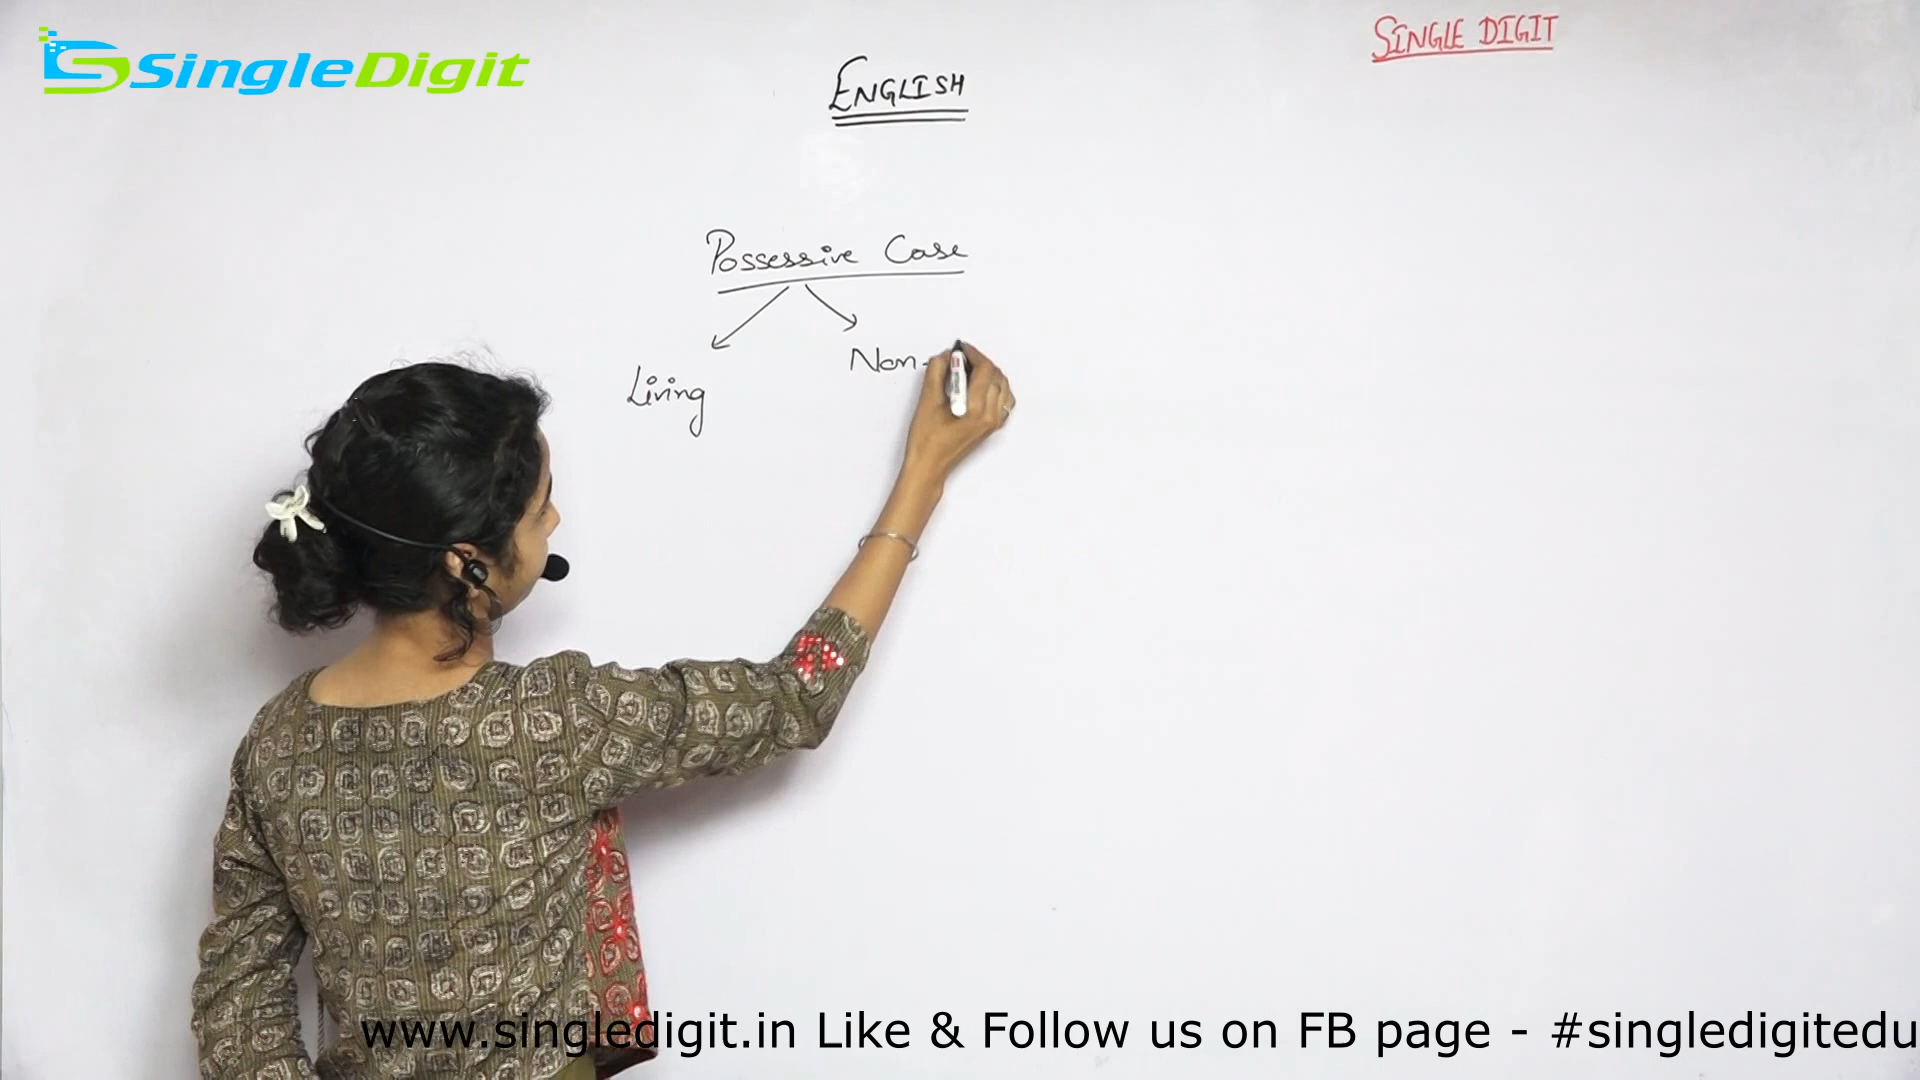 SingleDigit
SINGLE DIGIT
ENGLISH
Possessive Case
Living
Non-
www.singledigit.in Like & Follow us on FB page - #singledigitedu